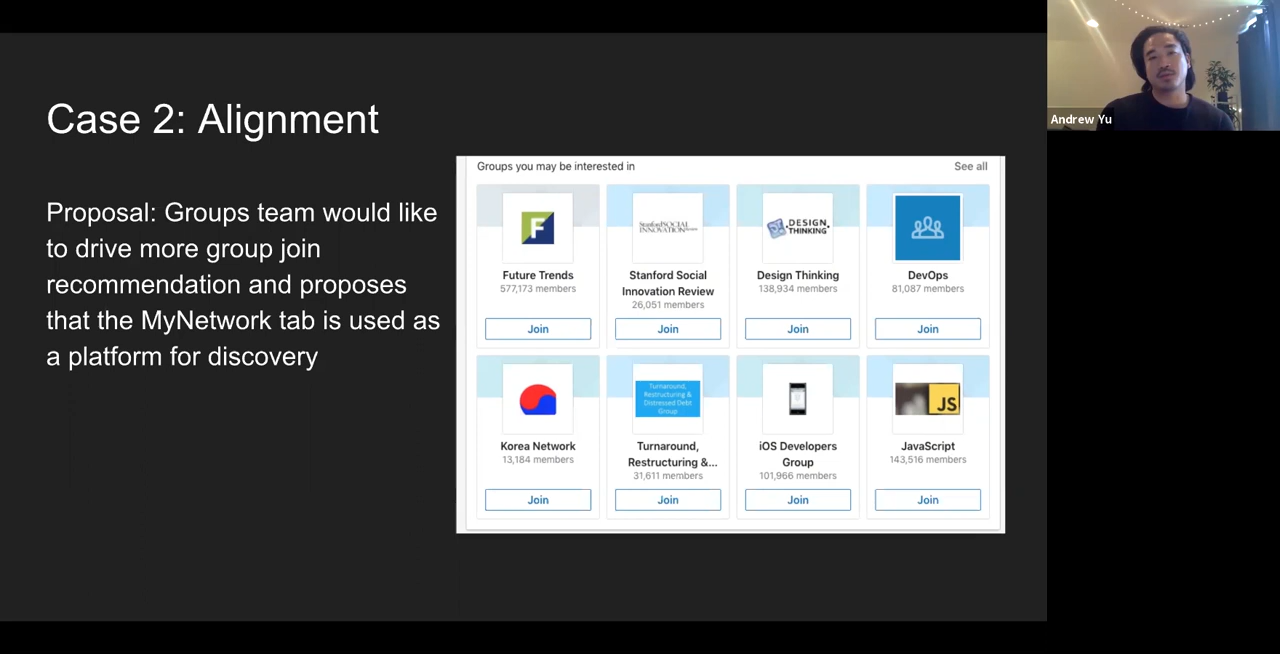 Case 2: Alignment
Proposal: Groups team would like
to drive more group join
recommendation and proposes
that the MyNetwork tab is used as
a platform for discovery
Groups you may be interested in
See all
F
Future Trends
577,173 members
Join
Stanford SOCIAL
INNOVATION Review
Stanford Social
Innovation Review
26,051 members
Join
DESIGN
THINKING
Design Thinking
138,934 members
Join
DevOps
81,087 members
Join
Korea Network
13,184 members
Join
Turnaround,
Restructuring &
Distressed Debt
Group
Turnaround,
Restructuring &...
31,611 members
Join
iOS Developers
Group
101,966 members
Join
JS
JavaScript
143,516 members
Join
Andrew Yu